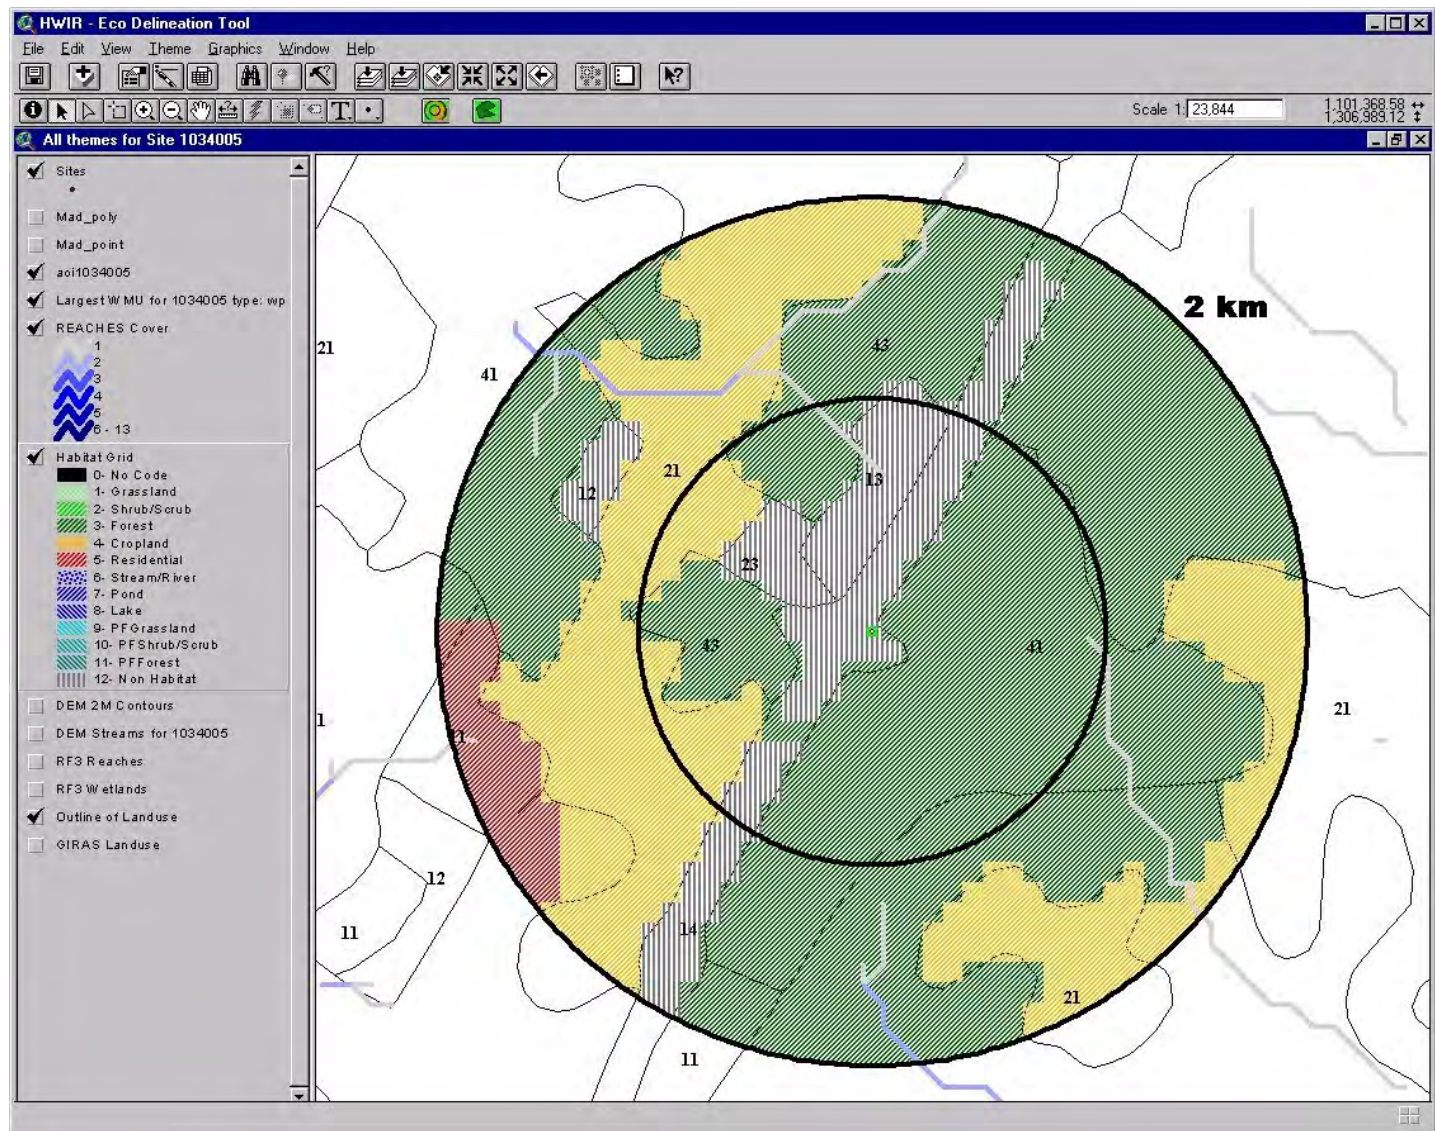 HWIR - Eco Delineation Tool
File Edit View Theme Graphics Window Help
Scale 1: 23,844
1,101,368.58
1,306,989.12
All themes for Site 1034005
Sites
Mad_poly
Mad_point
aoi1034005
Largest WMU for 1034005 type: wp
REACHES Cover
1
2
3
4
5
6 - 13
Habitat Grid
0- No Code
1- Grassland
2- Shrub/Scrub
3- Forest
4- Cropland
5- Residential
6- Stream/River
7- Pond
8- Lake
9- PFGrassland
10- PFShrub/Scrub
11- PFForest
12- Non Habitat
DEM 2M Contours
DEM Streams for 1034005
RF3 Reaches
RF3 Wetlands
Outline of Landuse
GIRAS Landuse
2 km
21
43
41
21
13
12
23
43
41
21
1
11
12
14
11
21
11